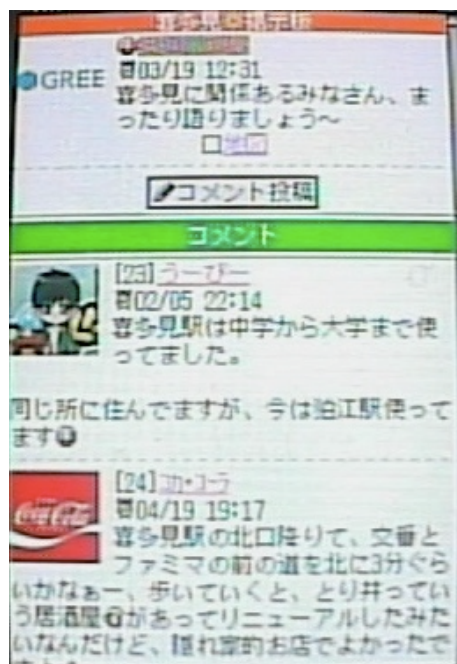 喜多見 掲示板
GREE
03/19 12:31
喜多見に関係あるみなさん、ま
ったり語りましょう〜
□地図
コメント投稿
コメント
[23]うーぴー
02/05 22:14
喜多見駅は中学から大学まで使
ってました。
同じ所に住んでますが、今は狛江駅使って
ます
[24]コカ・コーラ
Coca-Cola
04/19 19:17
喜多見駅の北口降りて、交番と
ファミマの前の道を北に3分ぐら
いかなぁー、歩いていくと、とり井ってい
う居酒屋があってリニューアルしたみた
いなんだけど、隠れ家的お店でよかったで